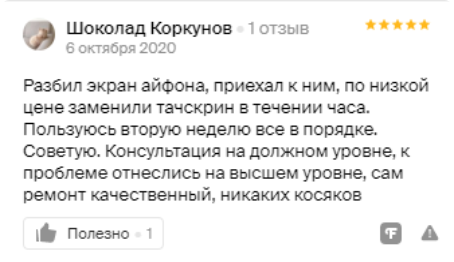 Шоколад Коркунов • 1 отзыв
6 октября 2020
Разбил экран айфона, приехал к ним, по низкой
цене заменили тачскрин в течении часа.
Пользуюсь вторую неделю все в порядке.
Советую. Консультация на должном уровне, к
проблеме отнеслись на высшем уровне, сам
ремонт качественный, никаких косяков
Полезно • 1